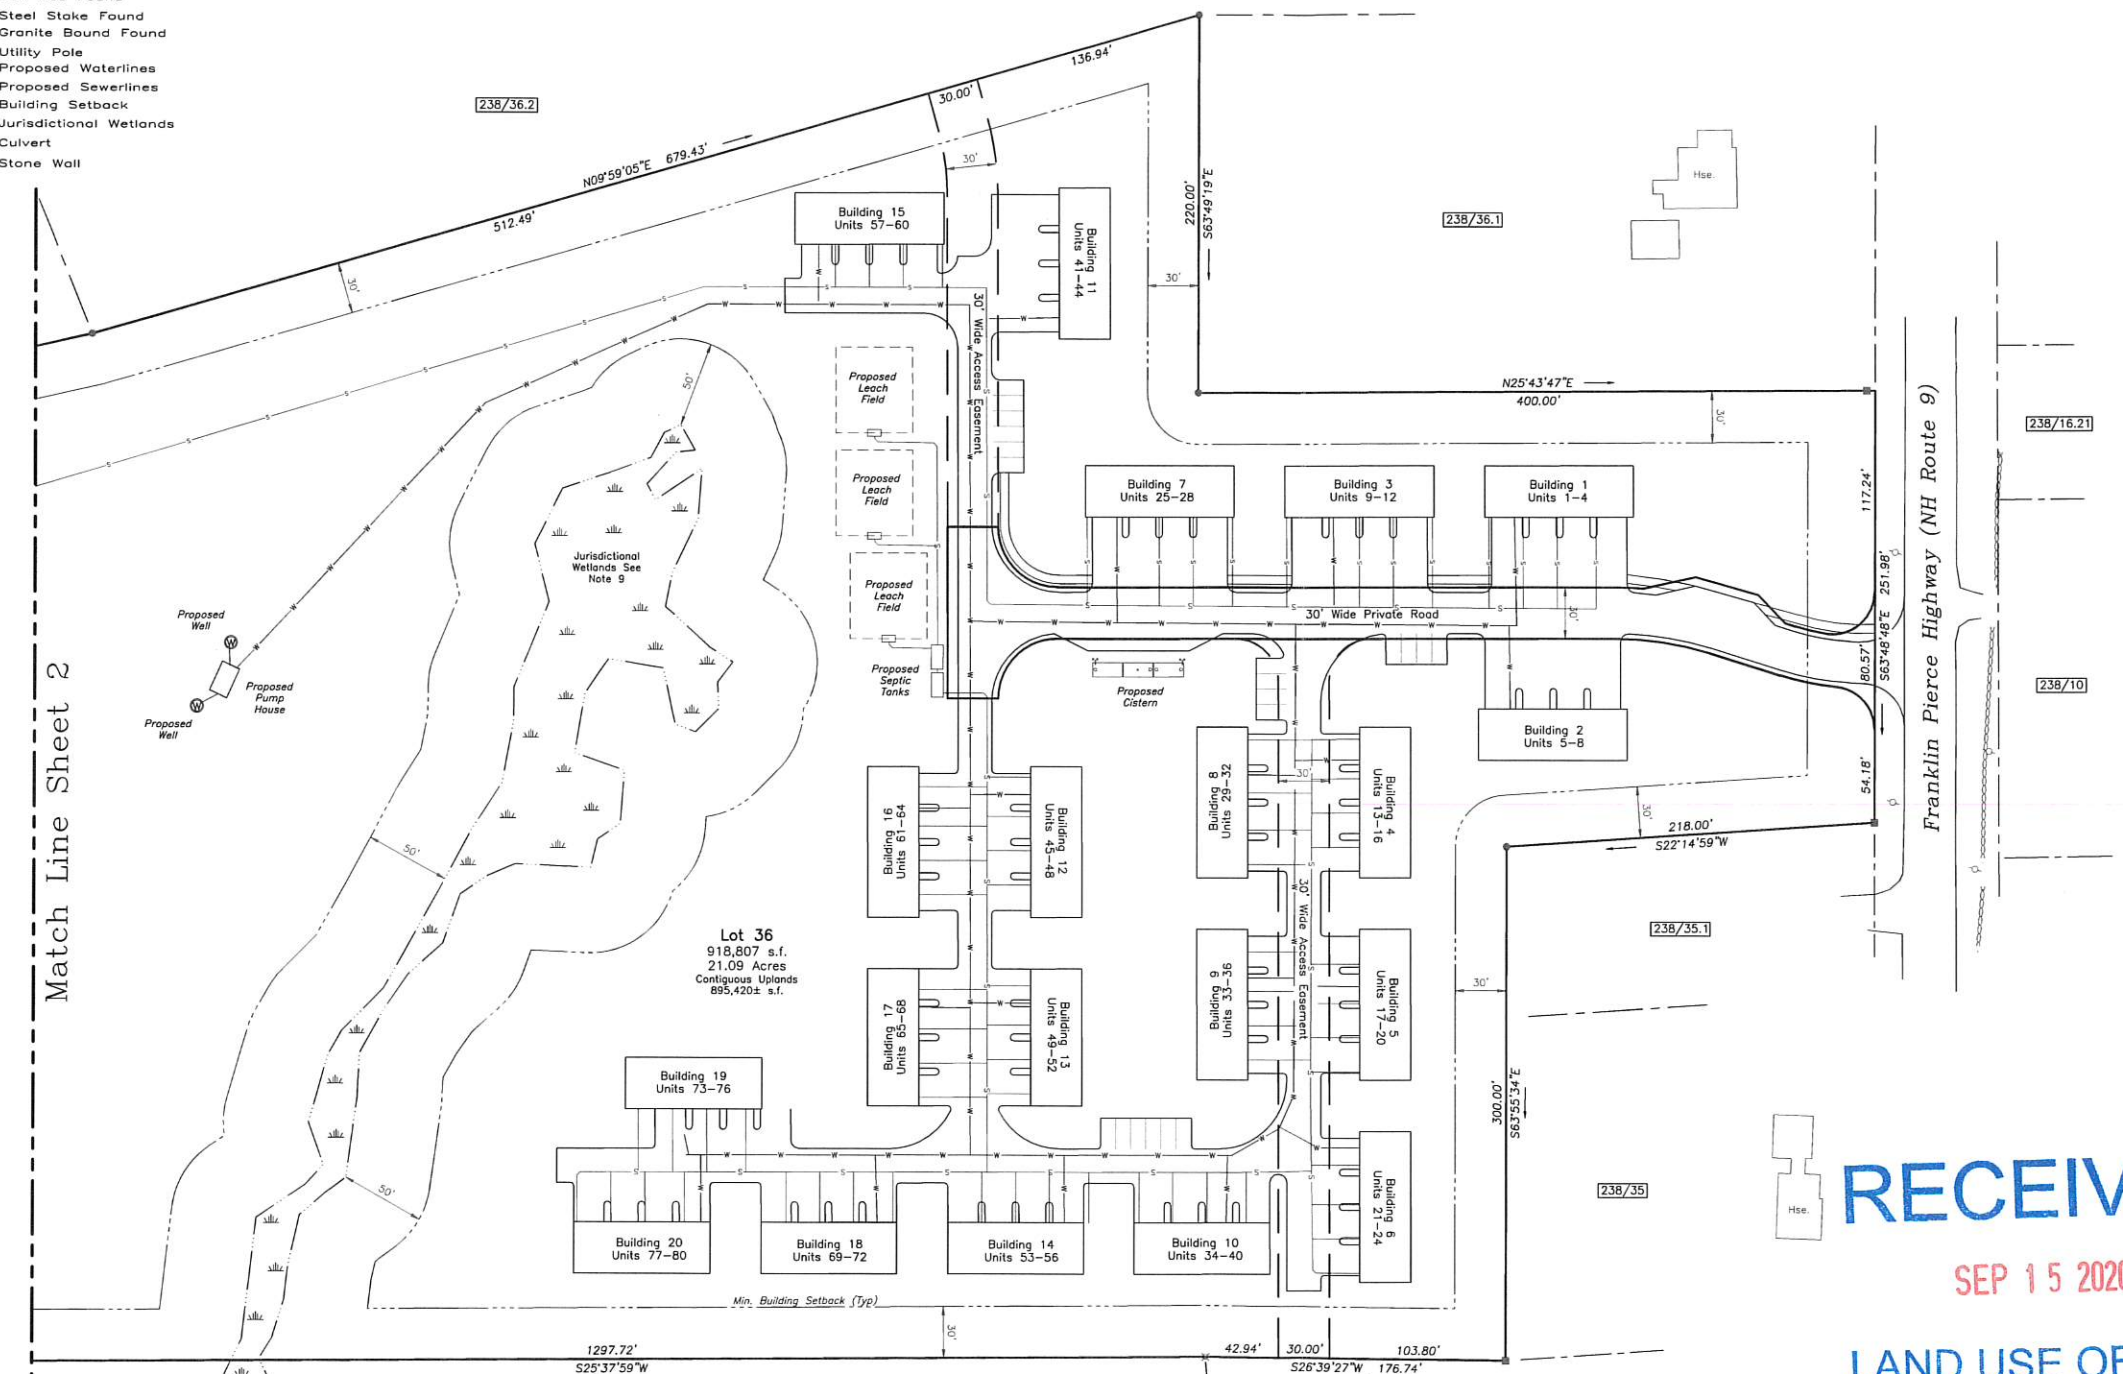 Steel Stake Found
Granite Bound Found
Utility Pole
Proposed Waterlines
Proposed Sewerlines
Building Setback
Jurisdictional Wetlands
Culvert
Stone Wall
238/36.2
136.94'
30.00'
N09°59'05"E 679.43'
512.49'
30'
30'
Building 15
Units 57-60
Building 11
Units 41-44
220.00'
S63°49'19"E
30'
238/36.1
Hse.
N25°43'47"E
400.00'
30'
Franklin Pierce Highway (NH Route 9)
238/16.21
238/10
117.24'
S63°48'48"E 251.98'
80.57'
54.18'
30' Wide Access Easement
Proposed
Leach
Field
Proposed
Leach
Field
Proposed
Leach
Field
Proposed
Septic
Tanks
50'
Jurisdictional
Wetlands See
Note 9
Building 7
Units 25-28
Building 3
Units 9-12
Building 1
Units 1-4
30' Wide Private Road
30'
Proposed
Cistern
Building 2
Units 5-8
Proposed
Well
Proposed
Pump
House
Proposed
Well
Match Line Sheet 2
Building 16
Units 61-64
Building 12
Units 45-48
Building 8
Units 29-32
30'
Building 4
Units 13-16
30'
218.00'
S22°14'59"W
238/35.1
50'
Lot 36
918,807 s.f.
21.09 Acres
Contiguous Uplands
895,420± s.f.
Building 17
Units 65-68
Building 13
Units 49-52
Building 9
Units 33-36
30' Wide Access Easement
Building 5
Units 17-20
30'
300.00'
S63°55'34"E
Building 19
Units 73-76
50'
Building 20
Units 77-80
Building 18
Units 69-72
Building 14
Units 53-56
Building 10
Units 34-40
Building 6
Units 21-24
238/35
Hse.
RECEIV
SEP 15 2020
LAND USE OF
Min. Building Setback (Typ)
30'
1297.72'
S25°37'59"W
42.94'
30.00'
103.80'
S26°39'27"W 176.74'